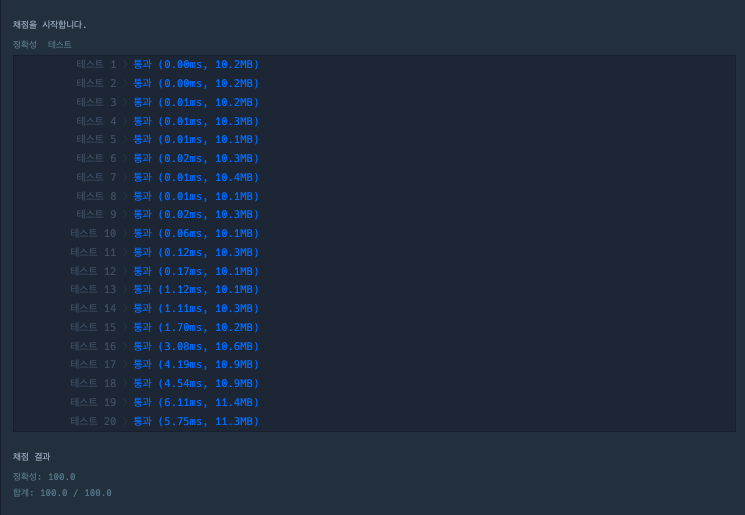 채점을 시작합니다.
정확성 테스트
테스트 1 〉 통과 (0.00ms, 10.2MB)
테스트 2 〉 통과 (0.00ms, 10.2MB)
테스트 3 〉 통과 (0.01ms, 10.2MB)
테스트 4 〉 통과 (0.01ms, 10.3MB)
테스트 5 〉 통과 (0.01ms, 10.1MB)
테스트 6 〉 통과 (0.02ms, 10.3MB)
테스트 7 〉 통과 (0.01ms, 10.4MB)
테스트 8 〉 통과 (0.01ms, 10.1MB)
테스트 9 〉 통과 (0.02ms, 10.3MB)
테스트 10 〉 통과 (0.06ms, 10.1MB)
테스트 11 〉 통과 (0.12ms, 10.3MB)
테스트 12 〉 통과 (0.17ms, 10.1MB)
테스트 13 〉 통과 (1.12ms, 10.1MB)
테스트 14 〉 통과 (1.11ms, 10.3MB)
테스트 15 〉 통과 (1.70ms, 10.2MB)
테스트 16 〉 통과 (3.08ms, 10.6MB)
테스트 17 〉 통과 (4.19ms, 10.9MB)
테스트 18 〉 통과 (4.54ms, 10.9MB)
테스트 19 〉 통과 (6.11ms, 11.4MB)
테스트 20 〉 통과 (5.75ms, 11.3MB)
채점 결과
정확성: 100.0
합계: 100.0 / 100.0